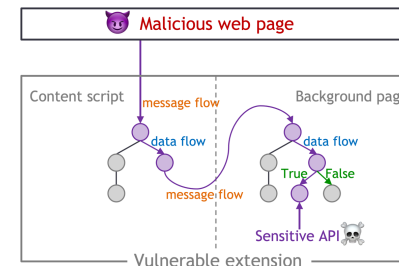 Malicious web page
Content script
Background pag
message flow
data flow
data flow
True
False
message flow
Sensitive API
Vulnerable extension